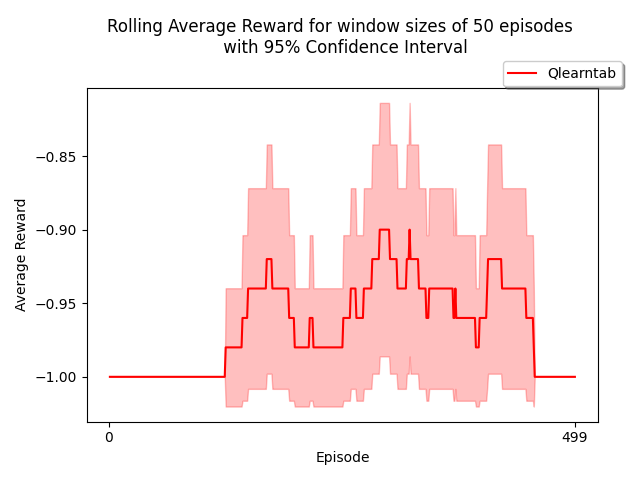 Rolling Average Reward for window sizes of 50 episodes
with 95% Confidence Interval
Qlearntab
−0.85
−0.90
−0.95
−1.00
Average Reward
0
499
Episode